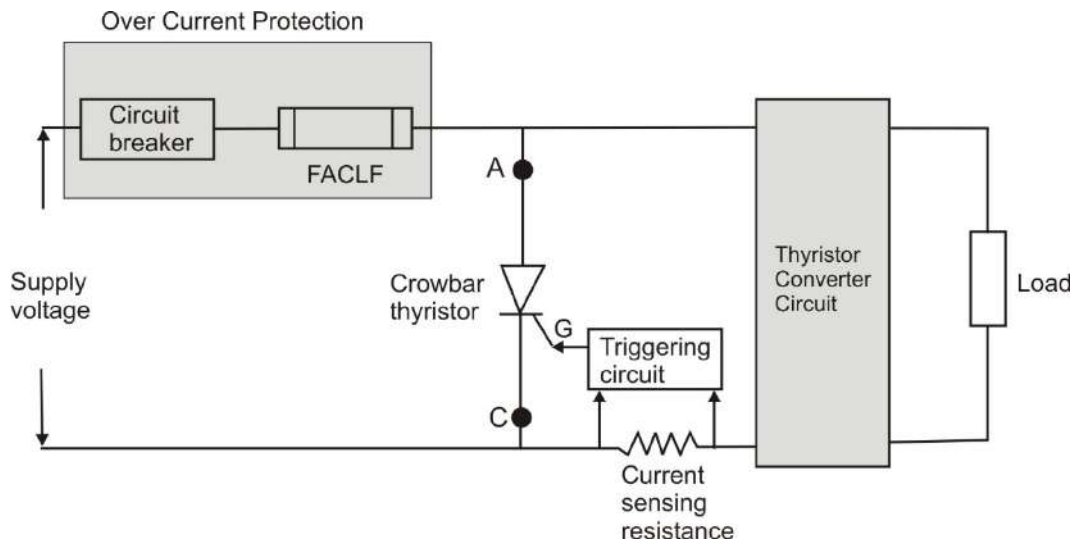 Over Current Protection
Circuit
breaker
FACLF
A
Supply
voltage
Crowbar
thyristor
G
Triggering
circuit
C
Current
sensing
resistance
Thyristor
Converter
Circuit
Load